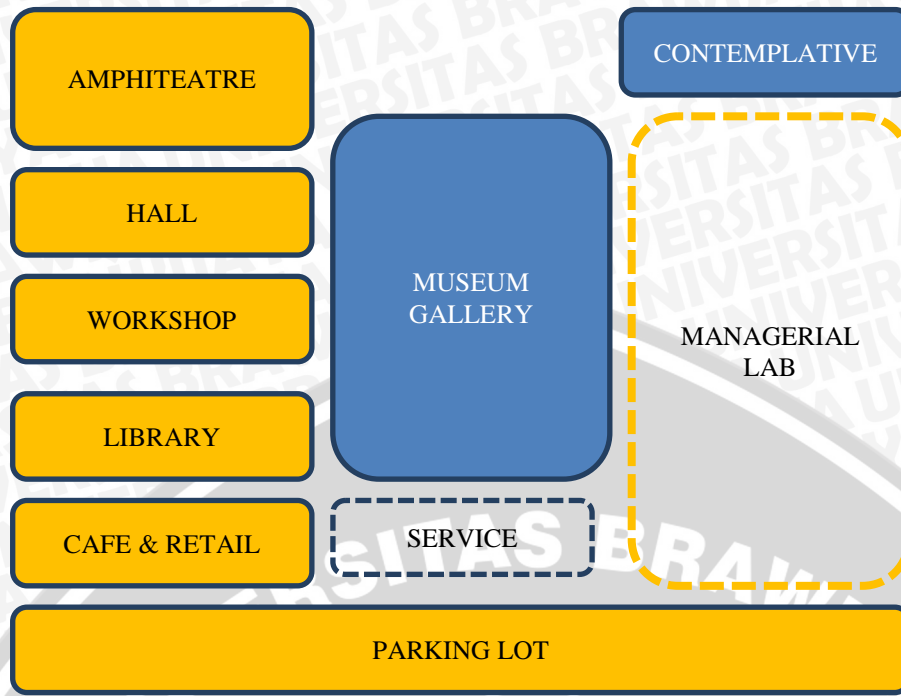 AMPHITEATRE
CONTEMPLATIVE
HALL
WORKSHOP
MUSEUM
GALLERY
MANAGERIAL
LAB
LIBRARY
CAFE & RETAIL
SERVICE
PARKING LOT